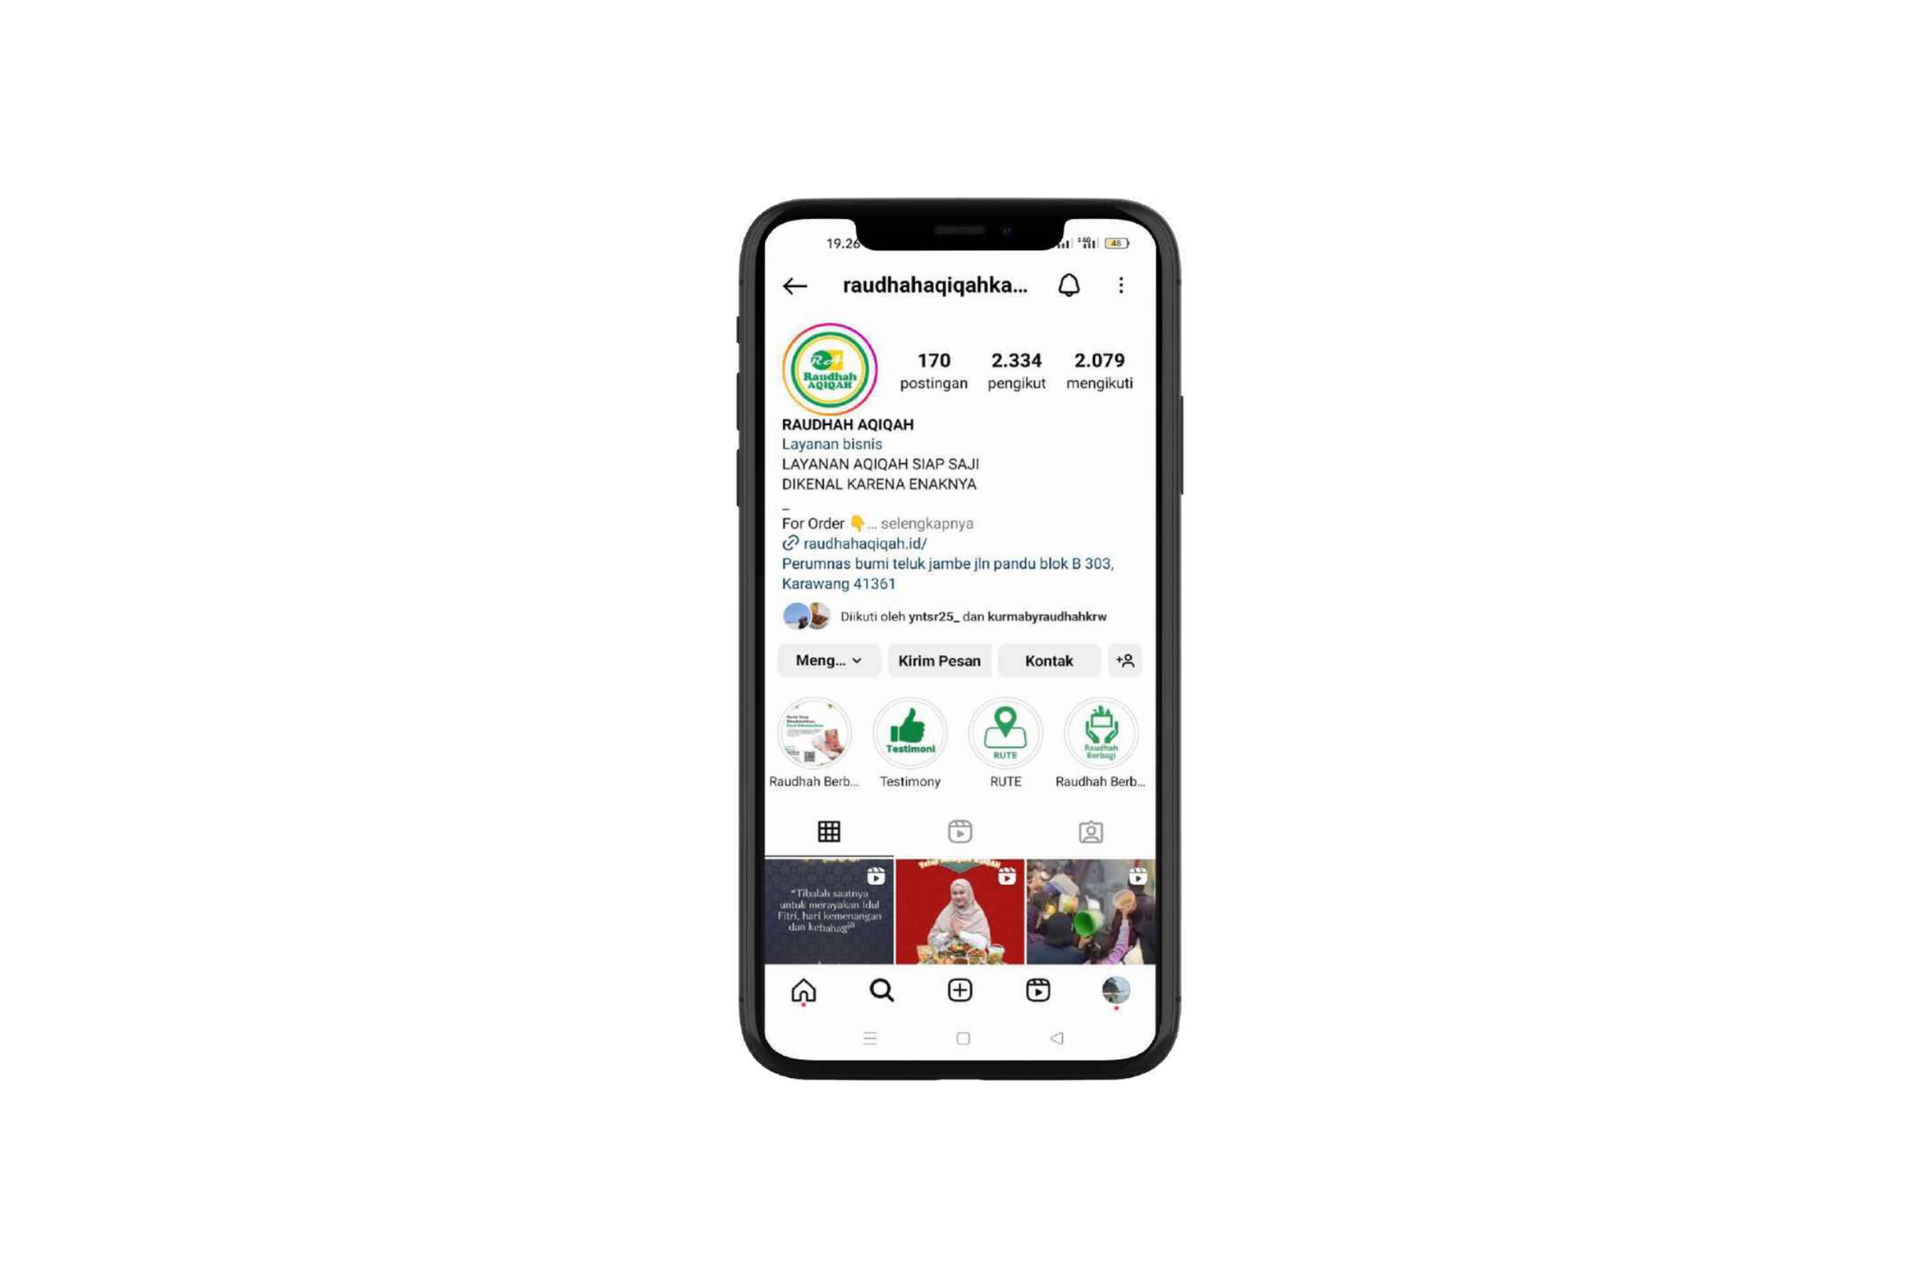 19.26
48
raudhahaqiqahka...
RA
Raudhah
AQIQAH
170
postingan
2.334
pengikut
2.079
mengikuti
RAUDHAH AQIQAH
Layanan bisnis
LAYANAN AQIQAH SIAP SAJI
DIKENAL KARENA ENAKNYA
_
For Order 👇... selengkapnya
raudhahaqiqah.id/
Perumnas bumi teluk jambe jln pandu blok B 303,
Karawang 41361
Diikuti oleh yntsr25_ dan kurmabyraudhahkrw
Meng...
Kirim Pesan
Kontak
Testimoni
RUTE
Raudhah
Berbagi
Raudhah Berb...
Testimony
RUTE
Raudhah Berb...
"Tibalah saatnya
untuk merayakan Idul
Fitri, hari kemenangan
dan kebahagi